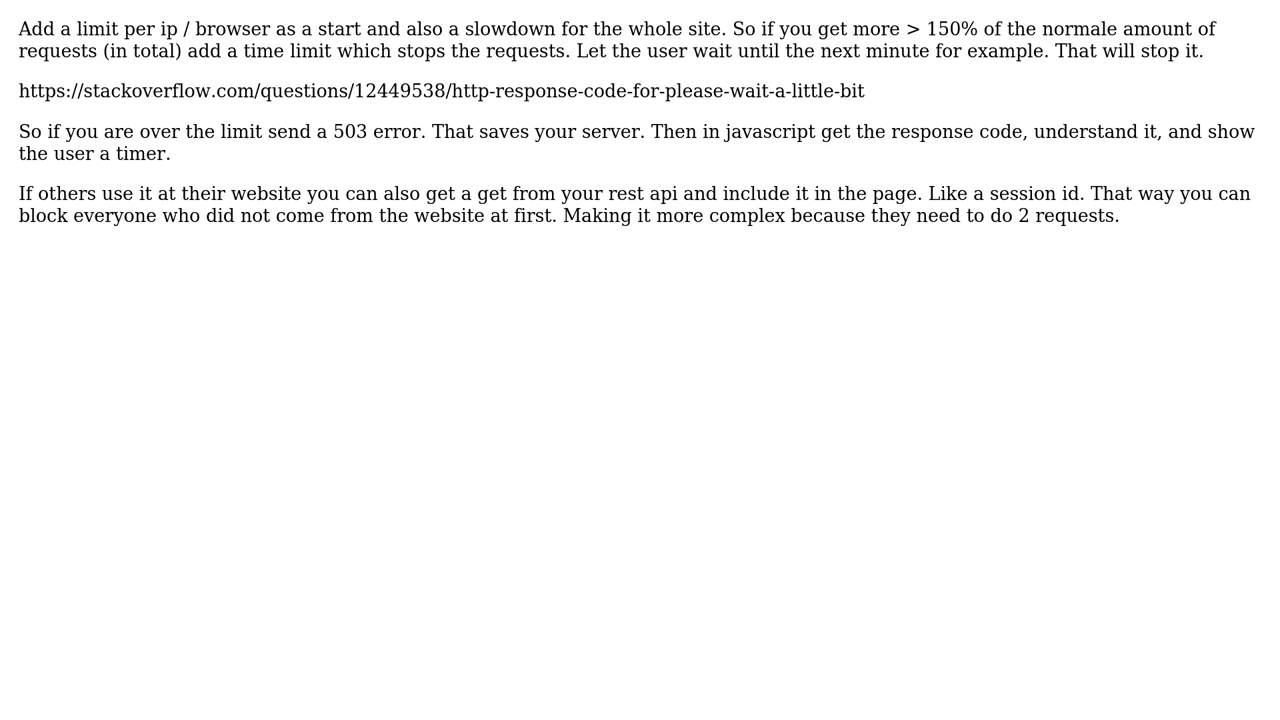 Add a limit per ip / browser as a start and also a slowdown for the whole site. So if you get more > 150% of the normale amount of
requests (in total) add a time limit which stops the requests. Let the user wait until the next minute for example. That will stop it.
https://stackoverflow.com/questions/12449538/http-response-code-for-please-wait-a-little-bit
So if you are over the limit send a 503 error. That saves your server. Then in javascript get the response code, understand it, and show
the user a timer.
If others use it at their website you can also get a get from your rest api and include it in the page. Like a session id. That way you can
block everyone who did not come from the website at first. Making it more complex because they need to do 2 requests.